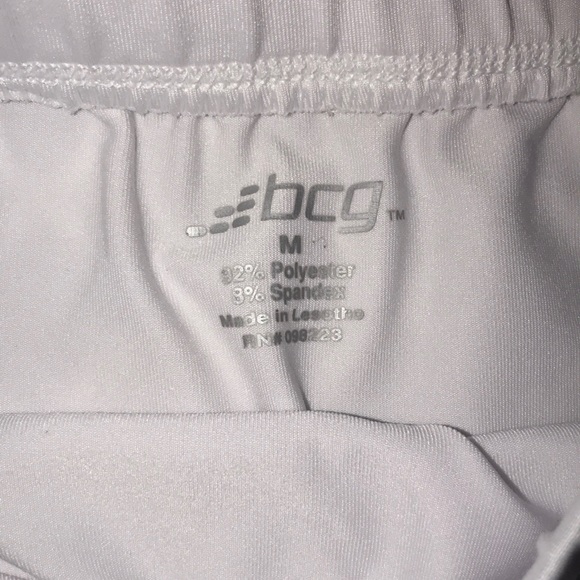 bcg™
M
92% Polyester
8% Spandex
Made in Lesotho
RN# 098223